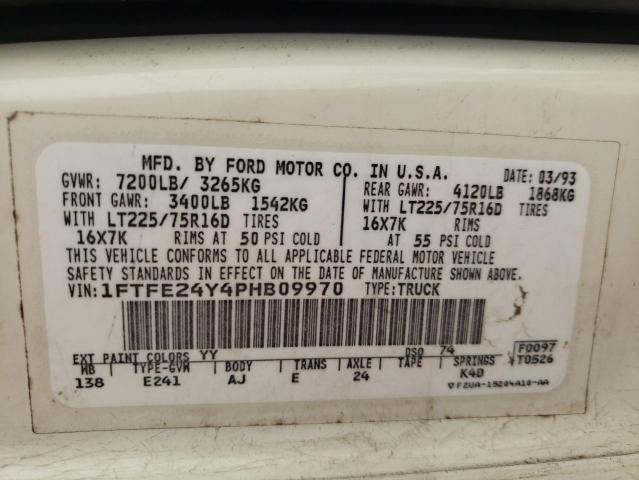 MFD. BY FORD MOTOR CO. IN U.S.A.
DATE: 03/93
GVWR: 7200LB/ 3265KG
FRONT GAWR: 3400LB 1542KG
WITH LT225/75R16D TIRES
16X7K RIMS AT 50 PSI COLD
REAR GAWR: 4120LB 1868KG
WITH LT225/75R16D TIRES
16X7K RIMS
AT 55 PSI COLD
THIS VEHICLE CONFORMS TO ALL APPLICABLE FEDERAL MOTOR VEHICLE
SAFETY STANDARDS IN EFFECT ON THE DATE OF MANUFACTURE SHOWN ABOVE.
VIN: 1FTFE24Y4PHB09970 TYPE: TRUCK
F0097
T0526
EXT PAINT COLORS YY DSO 74
WB TYPE-GVM BODY TRANS AXLE TAPE SPRINGS
138 E241 AJ E 24 K4D
F2UA-15204A10-AA